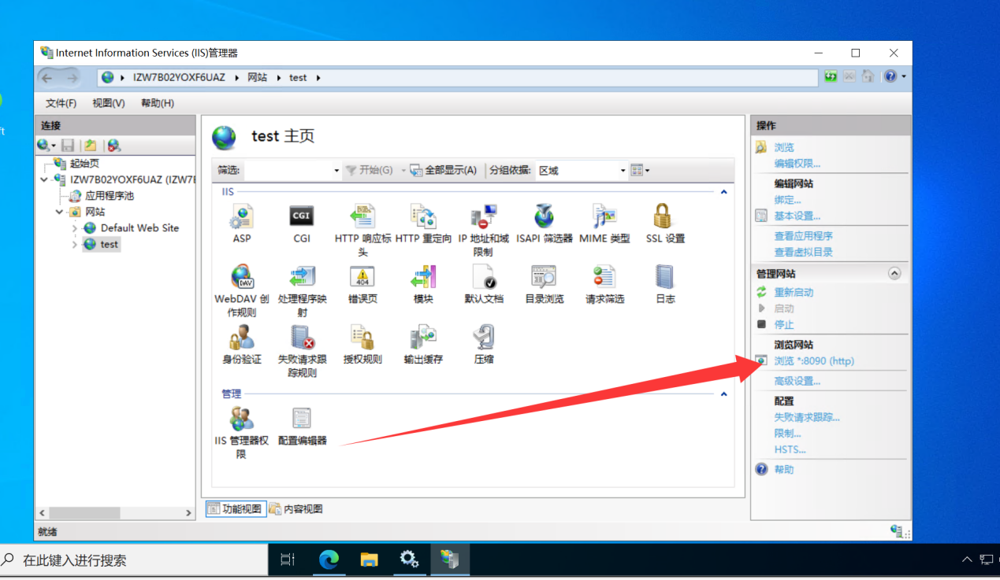 Internet Information Services (IIS)管理器
IZW7B02YOXF6UAZ 网站 test
文件(F) 视图(V) 帮助(H)
连接
起始页
IZW7B02YOXF6UAZ (IZW7B
应用程序池
网站
Default Web Site
test
test 主页
筛选: 开始(G) 全部显示(A) 分组依据: 区域
IIS
ASP CGI HTTP 响应标头 HTTP 重定向 IP 地址和域限制 ISAPI 筛选器 MIME 类型 SSL 设置
WebDAV 创作规则 处理程序映射 错误页 模块 默认文档 目录浏览 请求筛选 日志
身份验证 失败请求跟踪规则 授权规则 输出缓存 压缩
管理
IIS 管理器权限 配置编辑器
功能视图 内容视图
操作
浏览
编辑权限...
编辑网站
绑定...
基本设置...
查看应用程序
查看虚拟目录
管理网站
重新启动
启动
停止
浏览网站
浏览 *:8090 (http)
高级设置...
配置
失败请求跟踪...
限制...
HSTS...
帮助
就绪
在此键入进行搜索